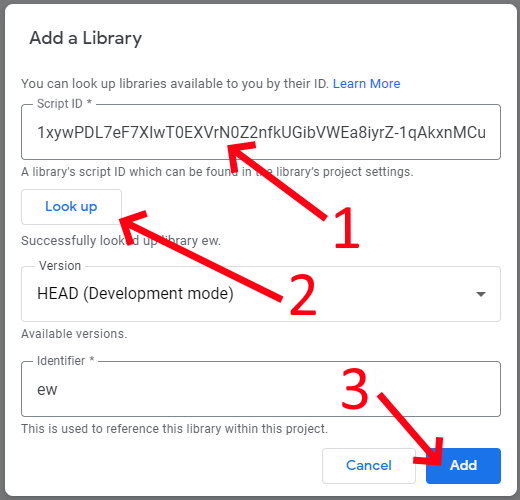 Add a Library
You can look up libraries available to you by their ID. Learn More
Script ID *
1xywPDL7eF7XIwT0EXVrN0Z2nfkUGibVWEa8iyrZ-1qAkxnMCu
A library's script ID which can be found in the library's project settings.
1
Look up
Successfully looked up library ew.
2
Version
HEAD (Development mode)
Available versions.
Identifier *
ew
3
This is used to reference this library within this project.
Cancel
Add